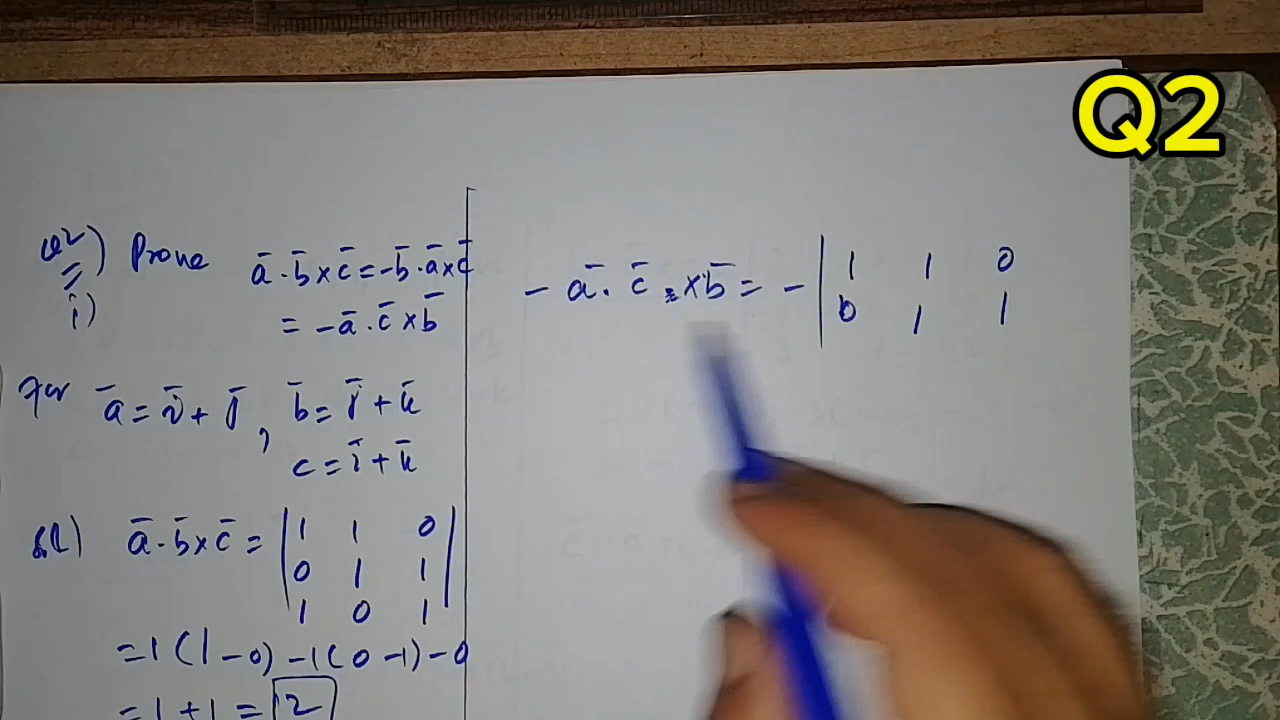 Q2
Q2) Prove a̅ . b̅ × c̅ = - b̅ . a̅ × c̅
i) = - a̅ . c̅ × b̅
For a̅ = i̅ + j̅ , b̅ = j̅ + k̅
c = i̅ + k̅
Sol) a̅ . b̅ × c̅ = | 1 1 0 |
0 1 1
1 0 1
= 1 ( 1 - 0 ) - 1 ( 0 - 1 ) - 0
= 1 + 1 = 2
- a̅ . c̅ × b̅ = - | 1 1 0
0 1 1